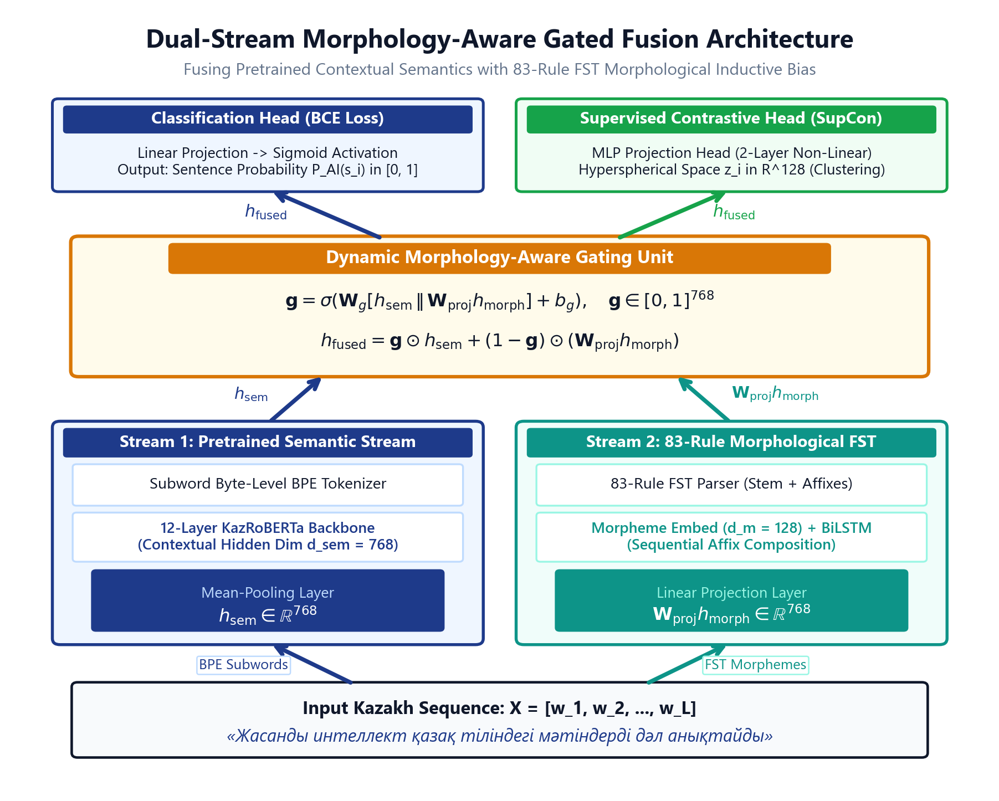 Dual-Stream Morphology-Aware Gated Fusion Architecture
Fusing Pretrained Contextual Semantics with 83-Rule FST Morphological Inductive Bias
Classification Head (BCE Loss)
Linear Projection -> Sigmoid Activation
Output: Sentence Probability P_AI(s_i) in [0, 1]
Supervised Contrastive Head (SupCon)
MLP Projection Head (2-Layer Non-Linear)
Hyperspherical Space z_i in R^128 (Clustering)
h_fused
h_fused
Dynamic Morphology-Aware Gating Unit
g = σ(W_g[h_sem ∥ W_proj h_morph] + b_g), g ∈ [0, 1]^768
h_fused = g ⊙ h_sem + (1 − g) ⊙ (W_proj h_morph)
h_sem
W_proj h_morph
Stream 1: Pretrained Semantic Stream
Subword Byte-Level BPE Tokenizer
12-Layer KazRoBERTa Backbone
(Contextual Hidden Dim d_sem = 768)
Mean-Pooling Layer
h_sem ∈ ℝ^768
Stream 2: 83-Rule Morphological FST
83-Rule FST Parser (Stem + Affixes)
Morpheme Embed (d_m = 128) + BiLSTM
(Sequential Affix Composition)
Linear Projection Layer
W_proj h_morph ∈ ℝ^768
BPE Subwords
FST Morphemes
Input Kazakh Sequence: X = [w_1, w_2, ..., w_L]
«Жасанды интеллект қазақ тіліндегі мәтіндерді дәл анықтайды»